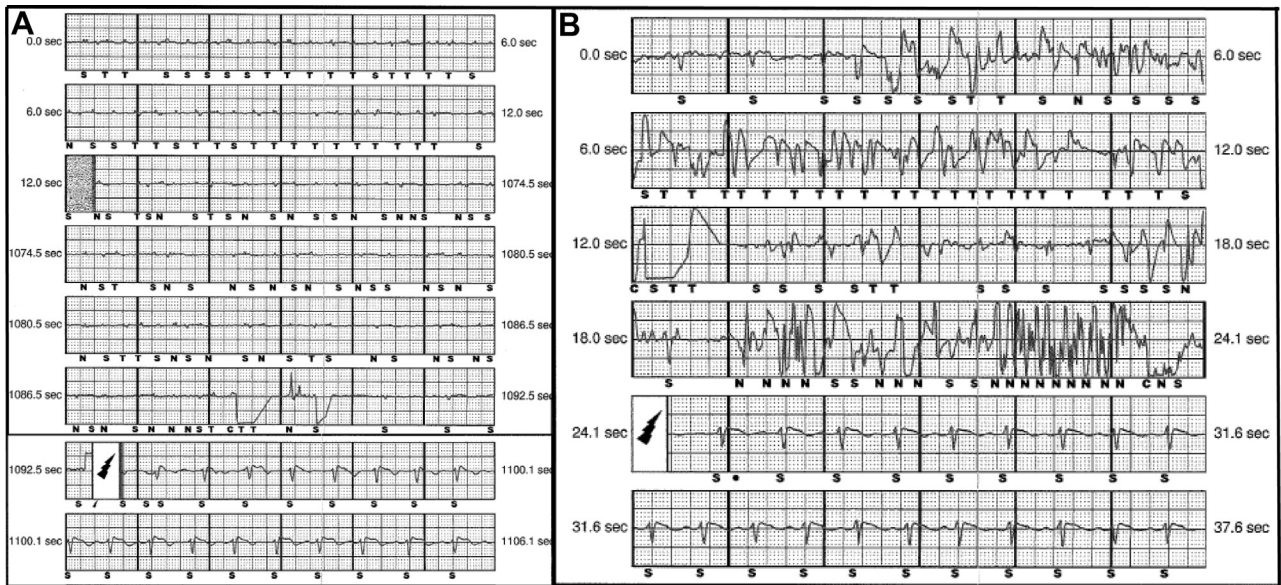 A
0.0 sec 6.0 sec
S T T S S S S S T T T T T S T T T T T S
6.0 sec 12.0 sec
N S S T T S T T S T T T T T T T T T T S
12.0 sec 1074.5 sec
S N S T S N S T S N S N S S N S N N S N S S
1074.5 sec 1080.5 sec
N S T S N S N S N S N S N S S N S N S
1080.5 sec 1086.5 sec
N S T T S N S N S N S T S N S N S N S
1086.5 sec 1092.5 sec
N S N S N N N S T C T T N S S S S
1092.5 sec 1100.1 sec
S S S S S S S S S S S
1100.1 sec 1106.1 sec
S S S S S S S S S S
B
0.0 sec 6.0 sec
S S S S S S S T T S N S S S S
6.0 sec 12.0 sec
12.0 sec 18.0 sec
C S T T S S S S T T S S S S S S S N
18.0 sec 24.1 sec
S N N N N S S N N N S S N N N N N N N N N C N S
24.1 sec 31.6 sec
S S S S S S S S S
31.6 sec 37.6 sec
S S S S S S S S S S